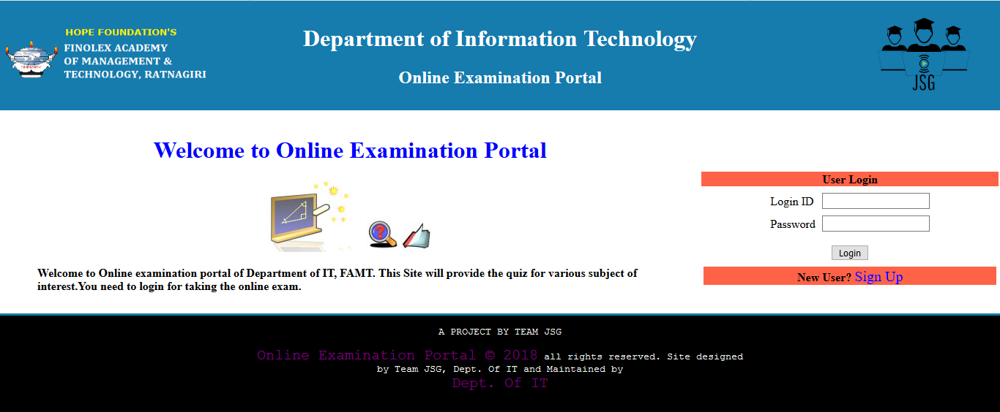 HOPE FOUNDATION'S
FINOLEX ACADEMY
OF MANAGEMENT &
TECHNOLOGY, RATNAGIRI
Department of Information Technology
Online Examination Portal
JSG
Welcome to Online Examination Portal
User Login
Login ID
Password
Login
New User? Sign Up
Welcome to Online examination portal of Department of IT, FAMT. This Site will provide the quiz for various subject of
interest.You need to login for taking the online exam.
A PROJECT BY TEAM JSG
Online Examination Portal © 2018 all rights reserved. Site designed
by Team JSG, Dept. Of IT and Maintained by
Dept. Of IT